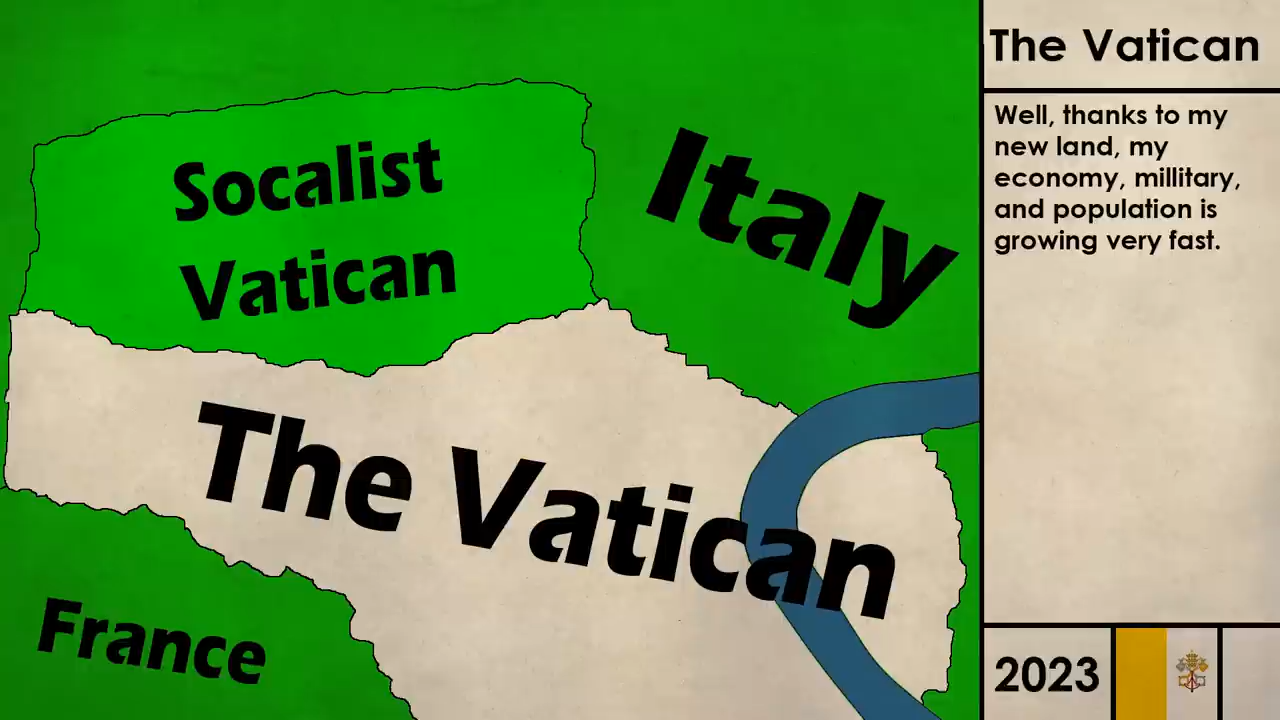 Socalist
Vatican
Italy
The Vatican
France
The Vatican
Well, thanks to my
new land, my
economy, millitary,
and population is
growing very fast.
2023